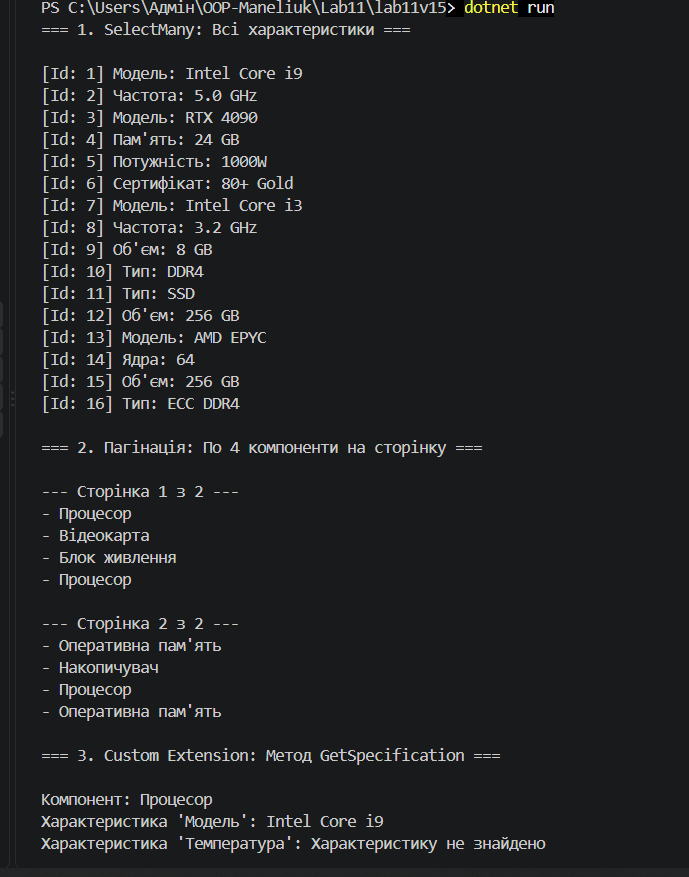 PS C:\Users\Адмін\OOP-Maneliuk\Lab11\lab11v15> dotnet run
=== 1. SelectMany: Всі характеристики ===
[Id: 1] Модель: Intel Core i9
[Id: 2] Частота: 5.0 GHz
[Id: 3] Модель: RTX 4090
[Id: 4] Пам'ять: 24 GB
[Id: 5] Потужність: 1000W
[Id: 6] Сертифікат: 80+ Gold
[Id: 7] Модель: Intel Core i3
[Id: 8] Частота: 3.2 GHz
[Id: 9] Об'єм: 8 GB
[Id: 10] Тип: DDR4
[Id: 11] Тип: SSD
[Id: 12] Об'єм: 256 GB
[Id: 13] Модель: AMD EPYC
[Id: 14] Ядра: 64
[Id: 15] Об'єм: 256 GB
[Id: 16] Тип: ECC DDR4
=== 2. Пагінація: По 4 компоненти на сторінку ===
--- Сторінка 1 з 2 ---
- Процесор
- Відеокарта
- Блок живлення
- Процесор
--- Сторінка 2 з 2 ---
- Оперативна пам'ять
- Накопичувач
- Процесор
- Оперативна пам'ять
=== 3. Custom Extension: Метод GetSpecification ===
Компонент: Процесор
Характеристика 'Модель': Intel Core i9
Характеристика 'Температура': Характеристику не знайдено